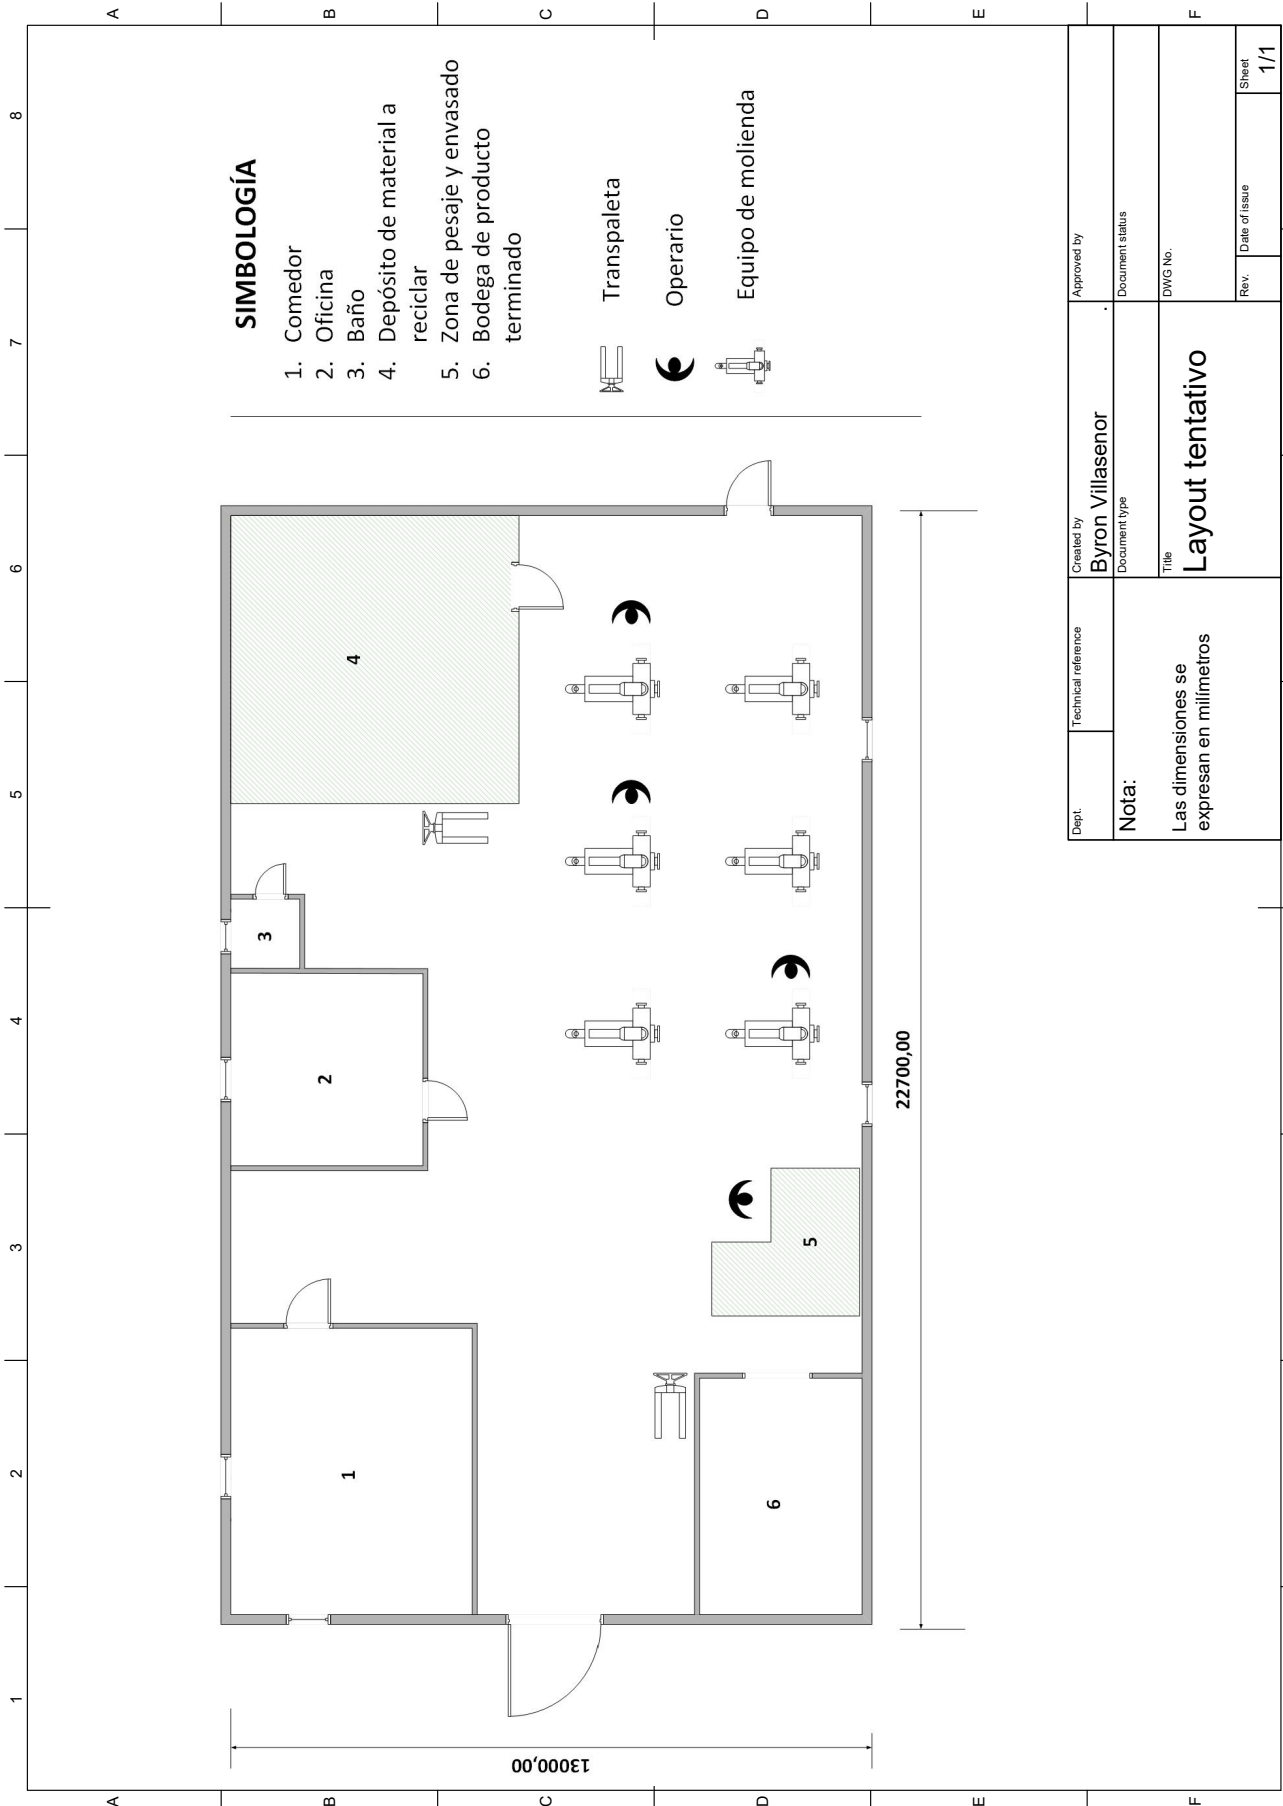 1 2 3 4 5 6 7 8
A
B
C
D
E
F
A
B
C
D
E
F
SIMBOLOGÍA
1. Comedor
2. Oficina
3. Baño
4. Depósito de material a
reciclar
5. Zona de pesaje y envasado
6. Bodega de producto
terminado
Transpaleta
Operario
Equipo de molienda
1
2
3
4
5
6
13000,00
22700,00
Dept.
Technical reference
Created by
Byron Villasenor
Approved by
.
Nota:
Las dimensiones se
expresan en milímetros
Document type
Document status
Title
Layout tentativo
DWG No.
Rev.
Date of issue
Sheet
1/1